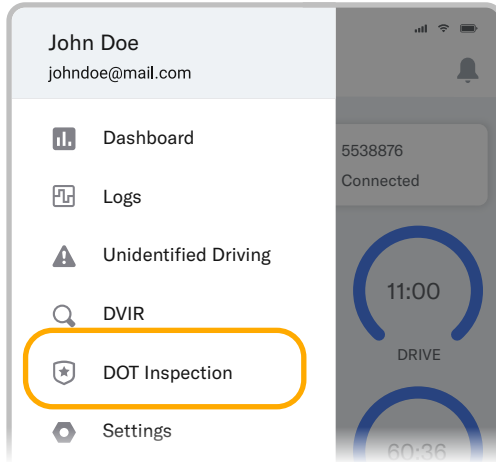 John Doe
johndoe@mail.com
Dashboard
Logs
Unidentified Driving
DVIR
DOT Inspection
Settings
5538876
Connected
11:00
DRIVE
60:36